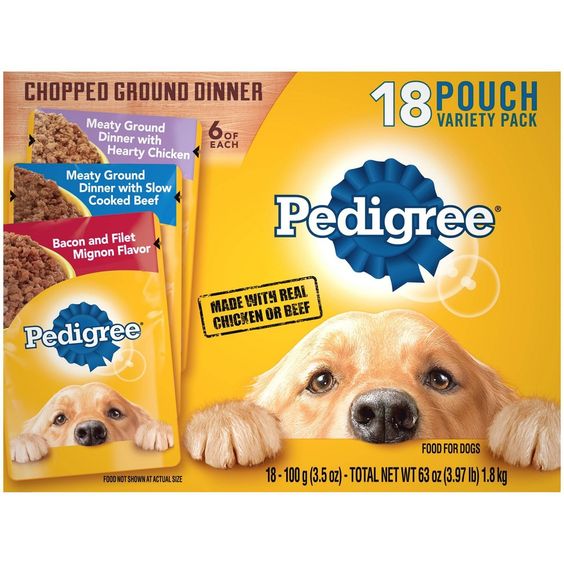 CHOPPED GROUND DINNER
18 POUCH
VARIETY PACK
6 OF
EACH
Meaty Ground
Dinner with
Hearty Chicken
Meaty Ground
Dinner with Slow
Cooked Beef
Bacon and Filet
Mignon Flavor
Pedigree®
MADE WITH REAL
CHICKEN OR BEEF
Pedigree®
FOOD FOR DOGS
FOOD NOT SHOWN AT ACTUAL SIZE
18 - 100 g (3.5 oz) - TOTAL NET WT 63 oz (3.97 lb) 1.8 kg